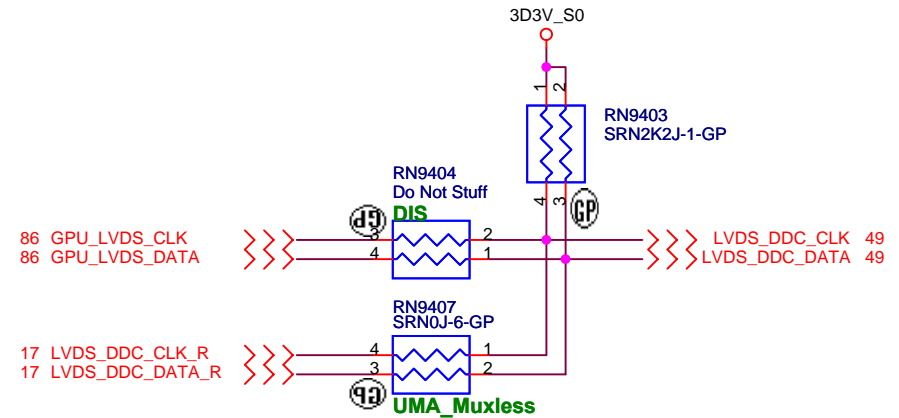 3D3V_S0
1
2
RN9403
SRN2K2J-1-GP
4
3
GP
RN9404
Do Not Stuff
DIS
GP
86 GPU_LVDS_CLK
3
2
LVDS_DDC_CLK 49
86 GPU_LVDS_DATA
4
1
LVDS_DDC_DATA 49
RN9407
SRN0J-6-GP
17 LVDS_DDC_CLK_R
4
1
17 LVDS_DDC_DATA_R
3
2
GP
UMA_Muxless